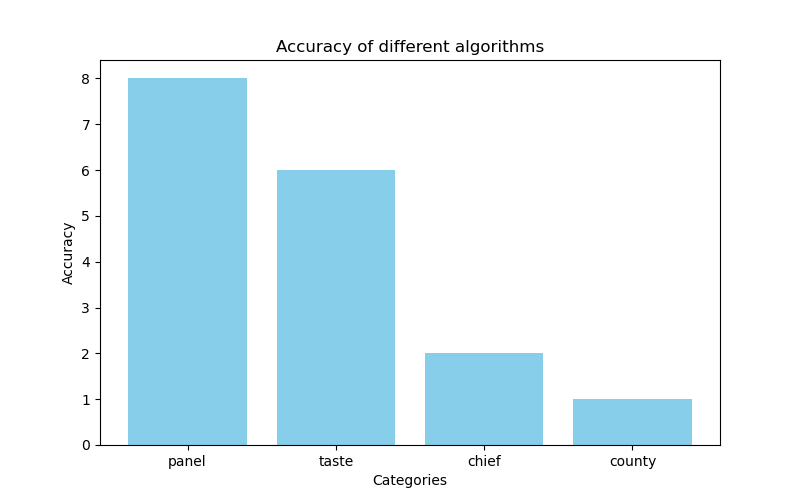 Accuracy of different algorithms
8
7
6
5
4
3
2
1
0
Accuracy
panel taste chief county
Categories